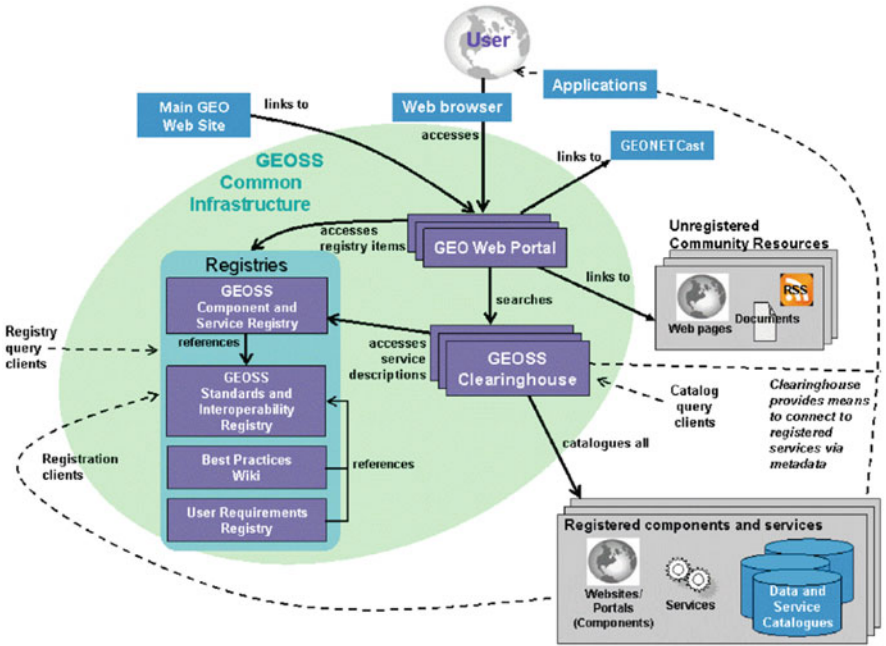 User
Applications
Main GEO
Web Site
links to
Web browser
accesses
GEONETCast
links to
GEOSS
Common
Infrastructure
accesses
registry items
GEO Web Portal
Unregistered
Community Resources
RSS
Web pages
Documents
links to
searches
Registries
GEOSS
Component and
Service Registry
references
Registry
query
clients
GEOSS
Standards and
Interoperability
Registry
accesses
service
descriptions
GEOSS
Clearinghouse
Catalog
query
clients
Clearinghouse
provides means
to connect to
registered
services via
metadata
Registration
clients
Best Practices
Wiki
references
User Requirements
Registry
catalogues all
Registered components and services
Websites/
Portals
(Components)
Services
Data and
Service
Catalogues